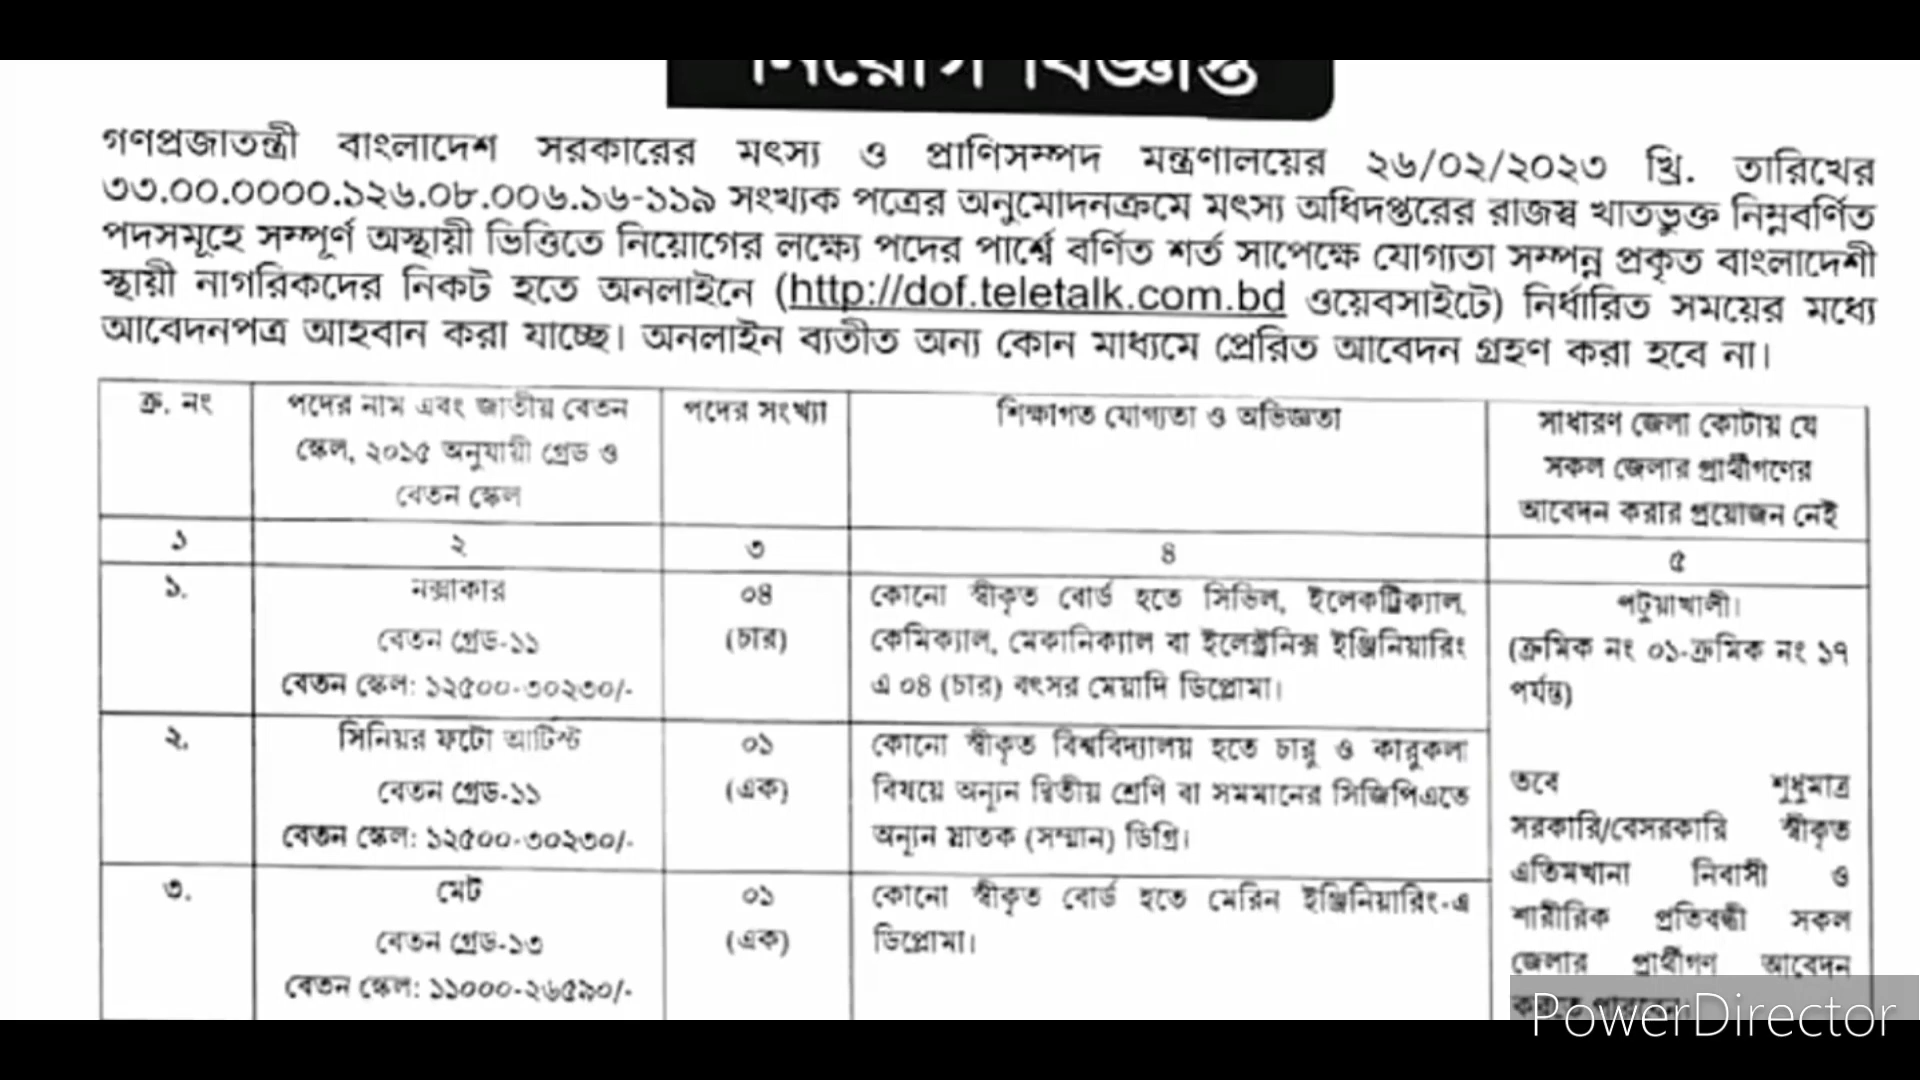 নিয়োগ বিজ্ঞপ্তি
গণপ্রজাতন্ত্রী বাংলাদেশ সরকারের মৎস্য ও প্রাণিসম্পদ মন্ত্রণালয়ের ২৬/০২/২০২৩ খ্রি. তারিখের
৩৩.০০.০০০০.১২৬.০৮.০০৬.১৬-১১৯ সংখ্যক পত্রের অনুমোদনক্রমে মৎস্য অধিদপ্তরের রাজস্ব খাতভুক্ত নিম্নবর্ণিত
পদসমূহে সম্পূর্ণ অস্থায়ী ভিত্তিতে নিয়োগের লক্ষ্যে পদের পার্শ্বে বর্ণিত শর্ত সাপেক্ষে যোগ্যতা সম্পন্ন প্রকৃত বাংলাদেশী
স্থায়ী নাগরিকদের নিকট হতে অনলাইনে (http://dof.teletalk.com.bd ওয়েবসাইটে) নির্ধারিত সময়ের মধ্যে
আবেদনপত্র আহবান করা যাচ্ছে। অনলাইন ব্যতীত অন্য কোন মাধ্যমে প্রেরিত আবেদন গ্রহণ করা হবে না।
ক্র. নং
পদের নাম এবং জাতীয় বেতন
স্কেল, ২০১৫ অনুযায়ী গ্রেড ও
বেতন স্কেল
পদের সংখ্যা
শিক্ষাগত যোগ্যতা ও অভিজ্ঞতা
সাধারণ জেলা কোটায় যে
সকল জেলার প্রার্থীগণের
আবেদন করার প্রয়োজন নেই
১
২
৩
৪
৫
১.
নক্সাকার
বেতন গ্রেড-১১
বেতন স্কেল: ১২৫০০-৩০২৩০/-
০৪
(চার)
কোনো স্বীকৃত বোর্ড হতে সিভিল, ইলেকট্রিক্যাল,
কেমিক্যাল, মেকানিক্যাল বা ইলেক্ট্রনিক্স ইঞ্জিনিয়ারিং
এ ০৪ (চার) বৎসর মেয়াদি ডিপ্লোমা।
পটুয়াখালী।
(ক্রমিক নং ০১-ক্রমিক নং ১৭
পর্যন্ত)
২.
সিনিয়র ফটো আর্টিস্ট
বেতন গ্রেড-১১
বেতন স্কেল: ১২৫০০-৩০২৩০/-
০১
(এক)
কোনো স্বীকৃত বিশ্ববিদ্যালয় হতে চারু ও কারুকলা
বিষয়ে অন্যূন দ্বিতীয় শ্রেণি বা সমমানের সিজিপিএতে
অন্যূন স্নাতক (সম্মান) ডিগ্রি।
তবে শুধুমাত্র
সরকারি/বেসরকারি স্বীকৃত
এতিমখানা নিবাসী ও
শারীরিক প্রতিবন্ধী সকল
জেলার প্রার্থীগণ আবেদন
করতে পারবেন।
৩.
মেট
বেতন গ্রেড-১৩
বেতন স্কেল: ১১০০০-২৬৫৯০/-
০১
(এক)
কোনো স্বীকৃত বোর্ড হতে মেরিন ইঞ্জিনিয়ারিং-এ
ডিপ্লোমা।
PowerDirector